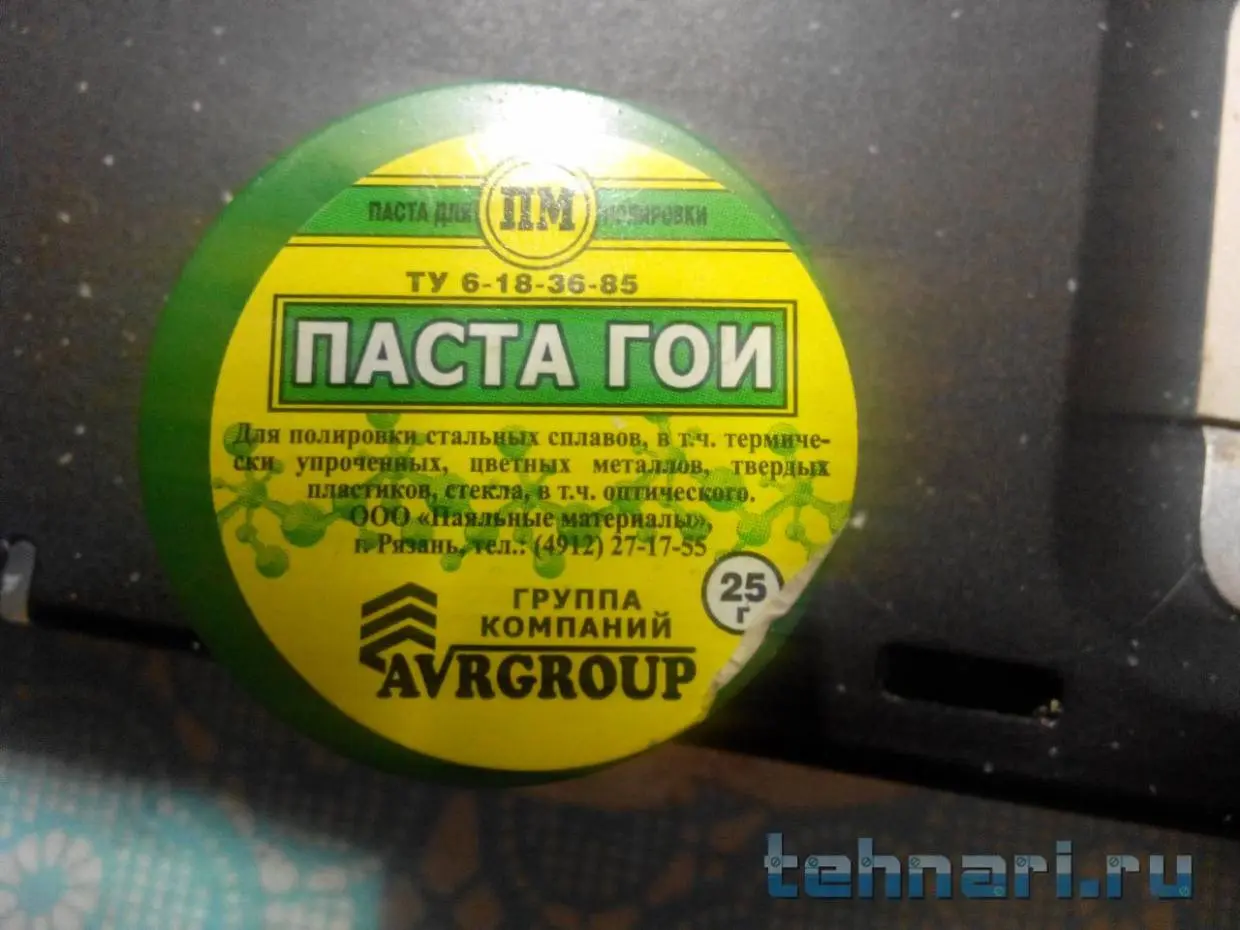 ПАСТА ДЛЯ ПМ ПОЛИРОВКИ
ТУ 6-18-36-85
ПАСТА ГОИ
Для полировки стальных сплавов, в т.ч. термиче-
ски упроченных, цветных металлов, твердых
пластиков, стекла, в т.ч. оптического.
ООО «Паяльные материалы»,
г. Рязань, тел.: (4912) 27-17-55
25
г
ГРУППА
КОМПАНИЙ
AVRGROUP
tehnari.ru